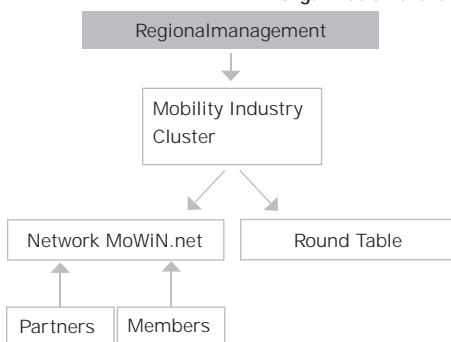 Regionalmanagement
Mobility Industry
Cluster
Network MoWiN.net
Round Table
Partners
Members